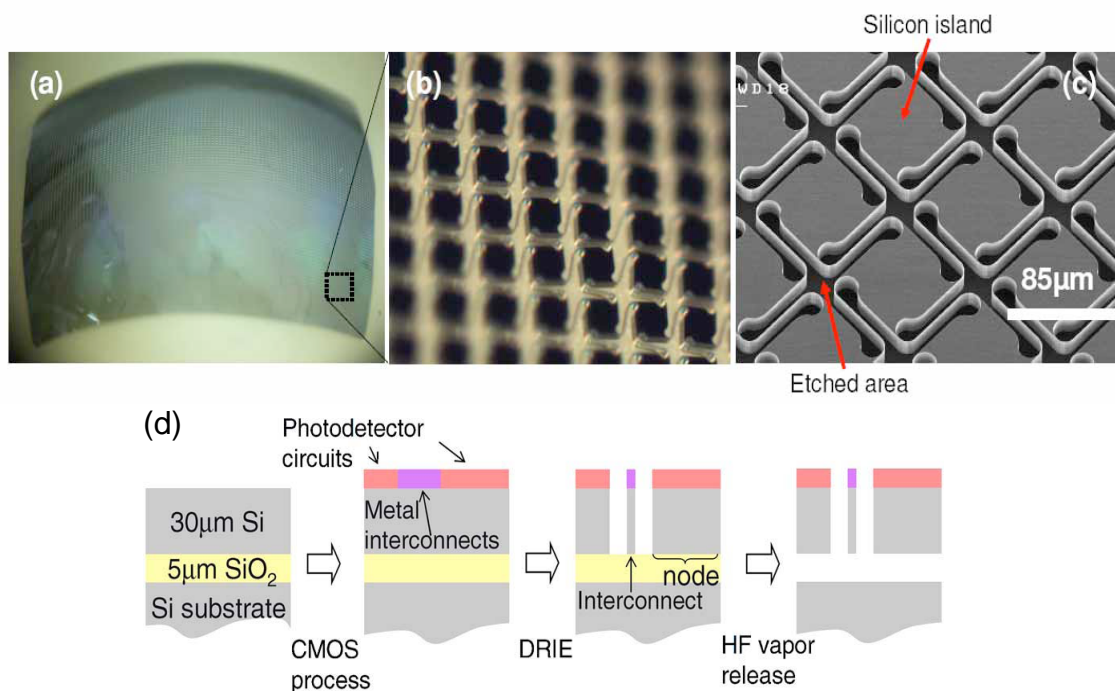 Silicon island
(a)
(b)
(c)
WD1e
85µm
Etched area
(d)
Photodetector
circuits
30µm Si
5µm SiO₂
Si substrate
Metal
interconnects
node
Interconnect
CMOS
process
DRIE
HF vapor
release